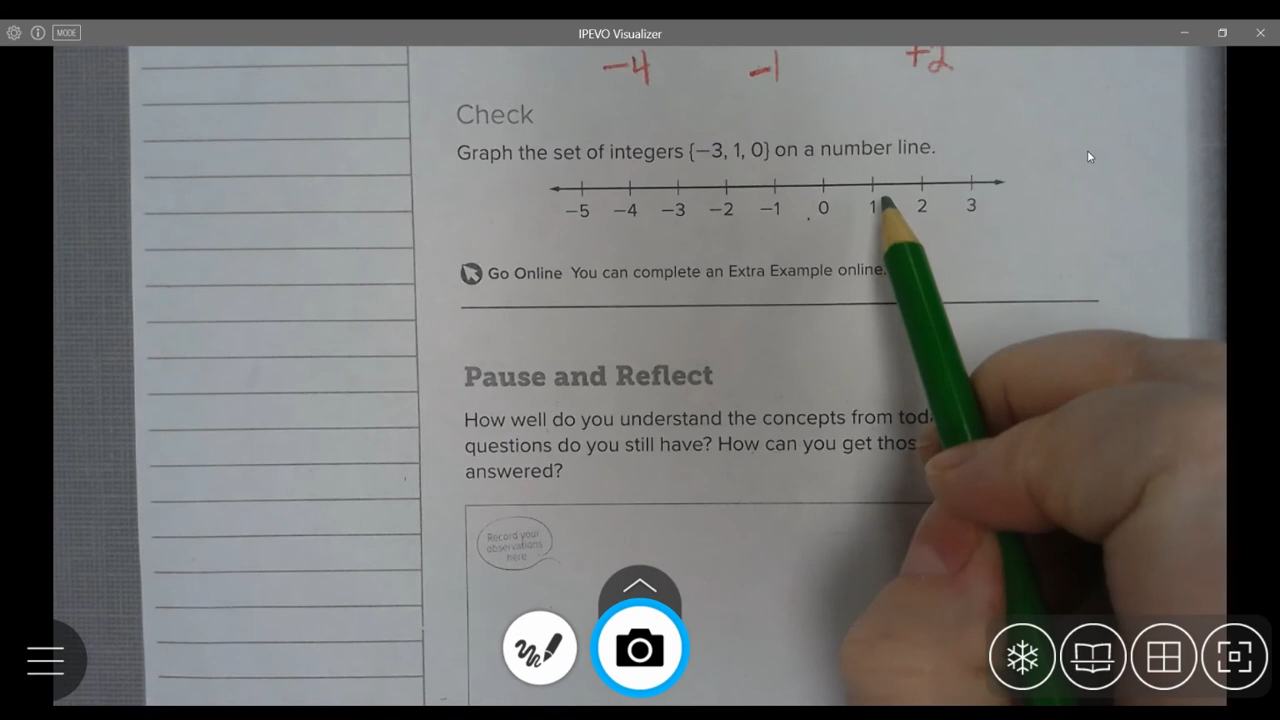 MODE
IPEVO Visualizer
-4 -1 +2
Check
Graph the set of integers {−3, 1, 0} on a number line.
−5 −4 −3 −2 −1 0 1 2 3
Go Online You can complete an Extra Example online.
Pause and Reflect
How well do you understand the concepts from
questions do you still have? How can you get
answered?
Record your
observations
here